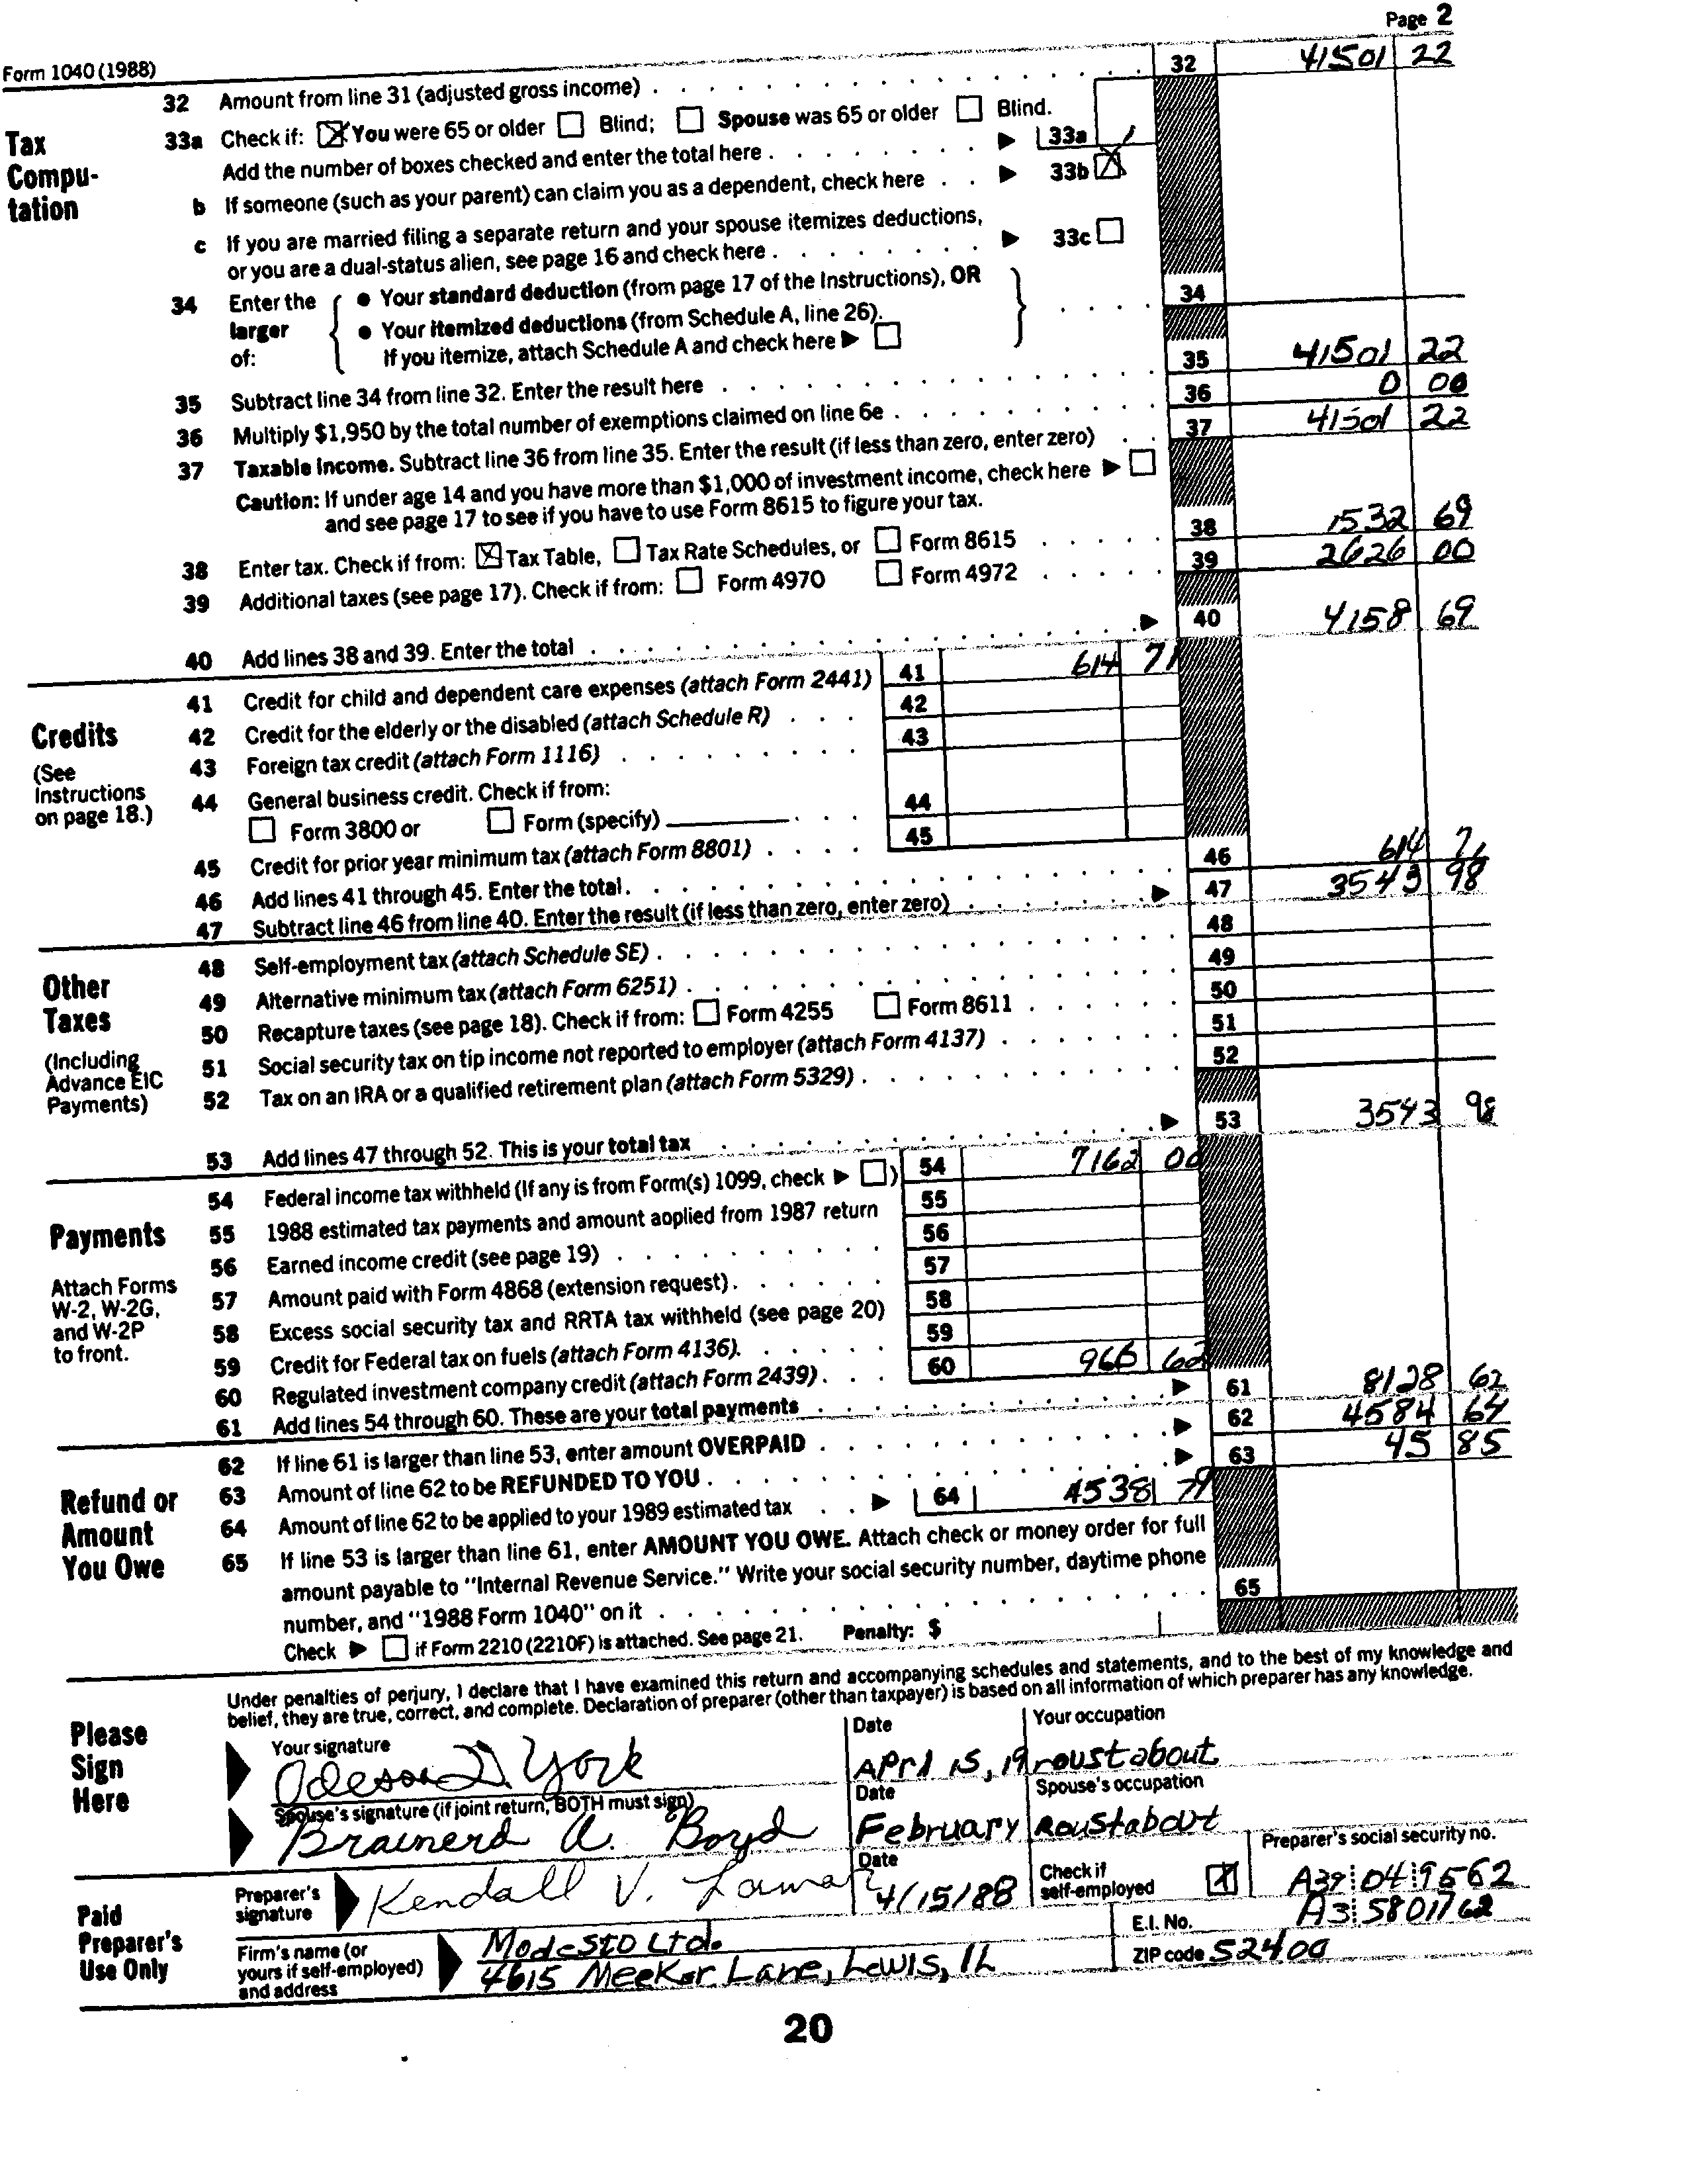 Page 2
Form 1040 (1988)
32 Amount from line 31 (adjusted gross income) 32 41501 22
Tax Compu-tation
33a Check if: ☒ You were 65 or older ☐ Blind; ☐ Spouse was 65 or older ☐ Blind.
Add the number of boxes checked and enter the total here ▶ 33a 1
b If someone (such as your parent) can claim you as a dependent, check here ▶ 33b ☒
c If you are married filing a separate return and your spouse itemizes deductions,
or you are a dual-status alien, see page 16 and check here ▶ 33c ☐
34 Enter the larger of: • Your standard deduction (from page 17 of the Instructions), OR 34
• Your itemized deductions (from Schedule A, line 26).
If you itemize, attach Schedule A and check here ▶ ☐
35 Subtract line 34 from line 32. Enter the result here 35 41501 22
36 Multiply $1,950 by the total number of exemptions claimed on line 6e 36 0 00
37 Taxable income. Subtract line 36 from line 35. Enter the result (if less than zero, enter zero) 37 41501 22
Caution: If under age 14 and you have more than $1,000 of investment income, check here ▶ ☐
and see page 17 to see if you have to use Form 8615 to figure your tax.
38 Enter tax. Check if from: ☒ Tax Table, ☐ Tax Rate Schedules, or ☐ Form 8615 38 1532 69
39 Additional taxes (see page 17). Check if from: ☐ Form 4970 ☐ Form 4972 39 2626 00
40 Add lines 38 and 39. Enter the total ▶ 40 4158 69
Credits
(See Instructions on page 18.)
41 Credit for child and dependent care expenses (attach Form 2441) 41 614 71
42 Credit for the elderly or the disabled (attach Schedule R) 42
43 Foreign tax credit (attach Form 1116) 43
44 General business credit. Check if from:
☐ Form 3800 or ☐ Form (specify) 44
45 Credit for prior year minimum tax (attach Form 8801) 45
46 Add lines 41 through 45. Enter the total. 46 614 71
47 Subtract line 46 from line 40. Enter the result (if less than zero, enter zero) ▶ 47 3543 98
Other Taxes
(Including Advance EIC Payments)
48 Self-employment tax (attach Schedule SE) 48
49 Alternative minimum tax (attach Form 6251) 49
50 Recapture taxes (see page 18). Check if from: ☐ Form 4255 ☐ Form 8611 50
51 Social security tax on tip income not reported to employer (attach Form 4137) 51
52 Tax on an IRA or a qualified retirement plan (attach Form 5329) 52
53 Add lines 47 through 52. This is your total tax ▶ 53 3543 98
Payments
Attach Forms W-2, W-2G, and W-2P to front.
54 Federal income tax withheld (If any is from Form(s) 1099, check ▶ ☐) 54 7162 00
55 1988 estimated tax payments and amount aoplied from 1987 return 55
56 Earned income credit (see page 19) 56
57 Amount paid with Form 4868 (extension request) 57
58 Excess social security tax and RRTA tax withheld (see page 20) 58
59 Credit for Federal tax on fuels (attach Form 4136). 59
60 Regulated investment company credit (attach Form 2439) 60 966 62
61 Add lines 54 through 60. These are your total payments ▶ 61 8128 62
Refund or Amount You Owe
62 If line 61 is larger than line 53, enter amount OVERPAID ▶ 62 4584 64
63 Amount of line 62 to be REFUNDED TO YOU ▶ 63 45 85
64 Amount of line 62 to be applied to your 1989 estimated tax ▶ 64 4538 79
65 If line 53 is larger than line 61, enter AMOUNT YOU OWE. Attach check or money order for full
amount payable to "Internal Revenue Service." Write your social security number, daytime phone
number, and "1988 Form 1040" on it 65
Check ▶ ☐ if Form 2210 (2210F) is attached. See page 21. Penalty: $
Please Sign Here
Under penalties of perjury, I declare that I have examined this return and accompanying schedules and statements, and to the best of my knowledge and
belief, they are true, correct, and complete. Declaration of preparer (other than taxpayer) is based on all information of which preparer has any knowledge.
Your signature Date Your occupation
D. York April 15, 19 roustabout
Spouse's signature (if joint return, BOTH must sign) Date Spouse's occupation
Brainerd A. Boyd February Roustabout
Paid Preparer's Use Only
Preparer's signature Kendall V. Date 4/15/88 Check if self-employed ☒ Preparer's social security no. A39 04 9562
Firm's name (or yours if self-employed) and address Modesto Ltd. E.I. No. A3 5801762
4615 Meeker Lane, Lewis, IL ZIP code 52400
20